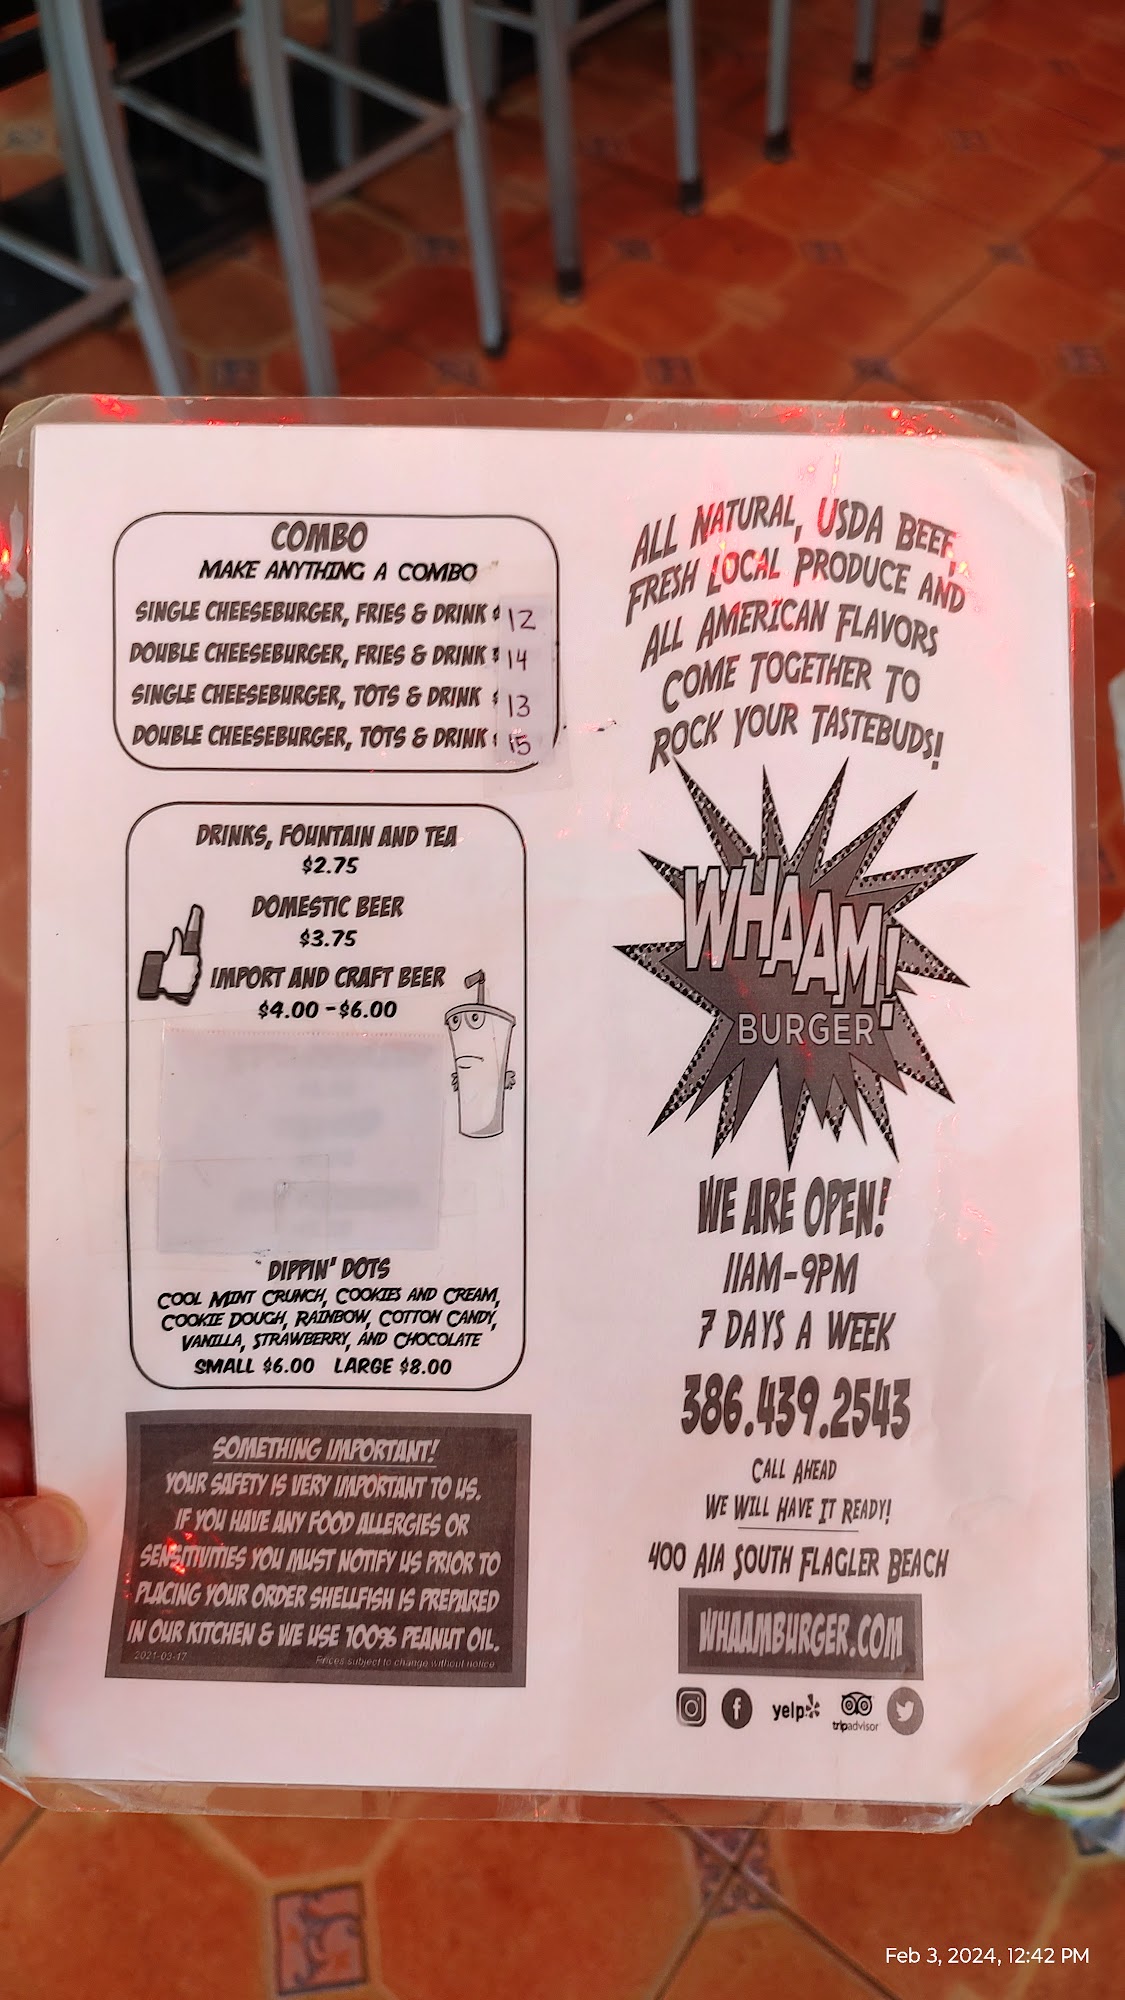 COMBO
MAKE ANYTHING A COMBO
SINGLE CHEESEBURGER, FRIES & DRINK $ 12
DOUBLE CHEESEBURGER, FRIES & DRINK $ 14
SINGLE CHEESEBURGER, TOTS & DRINK $ 13
DOUBLE CHEESEBURGER, TOTS & DRINK $ 15
DRINKS, FOUNTAIN AND TEA
$2.75
DOMESTIC BEER
$3.75
IMPORT AND CRAFT BEER
$4.00 - $6.00
DIPPIN' DOTS
COOL MINT CRUNCH, COOKIES AND CREAM,
COOKIE DOUGH, RAINBOW, COTTON CANDY,
VANILLA, STRAWBERRY, AND CHOCOLATE
SMALL $6.00 LARGE $8.00
SOMETHING IMPORTANT!
YOUR SAFETY IS VERY IMPORTANT TO US.
IF YOU HAVE ANY FOOD ALLERGIES OR
SENSITIVITIES YOU MUST NOTIFY US PRIOR TO
PLACING YOUR ORDER SHELLFISH IS PREPARED
IN OUR KITCHEN & WE USE 100% PEANUT OIL.
2021-03-17 Prices subject to change without notice
ALL NATURAL, USDA BEEF,
FRESH LOCAL PRODUCE AND
ALL AMERICAN FLAVORS
COME TOGETHER TO
ROCK YOUR TASTEBUDS!
WHAAM!
BURGER
WE ARE OPEN!
11AM-9PM
7 DAYS A WEEK
386.439.2543
CALL AHEAD
WE WILL HAVE IT READY!
400 A1A SOUTH FLAGLER BEACH
WHAAMBURGER.COM
yelp
tripadvisor
Feb 3, 2024, 12:42 PM